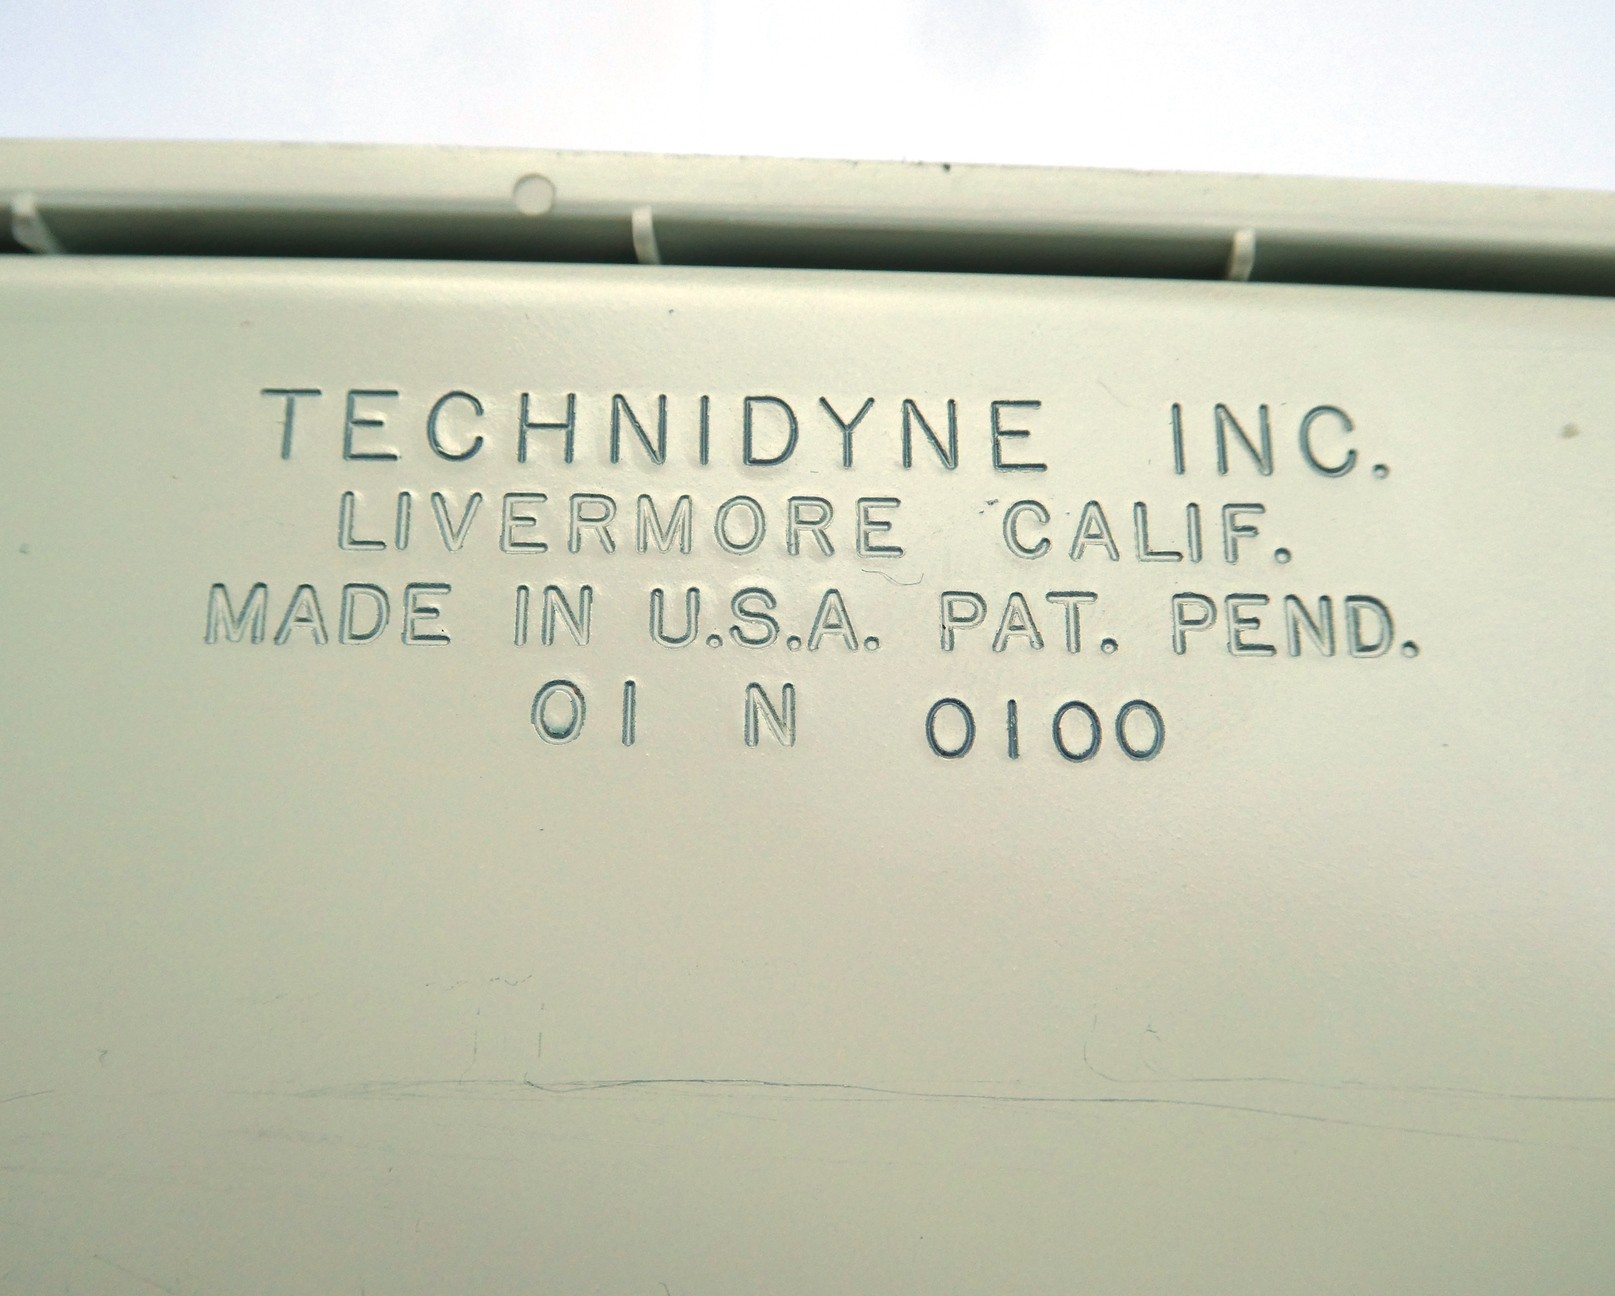 TECHNIDYNE INC.
LIVERMORE CALIF.
MADE IN U.S.A. PAT. PEND.
01 N 0100